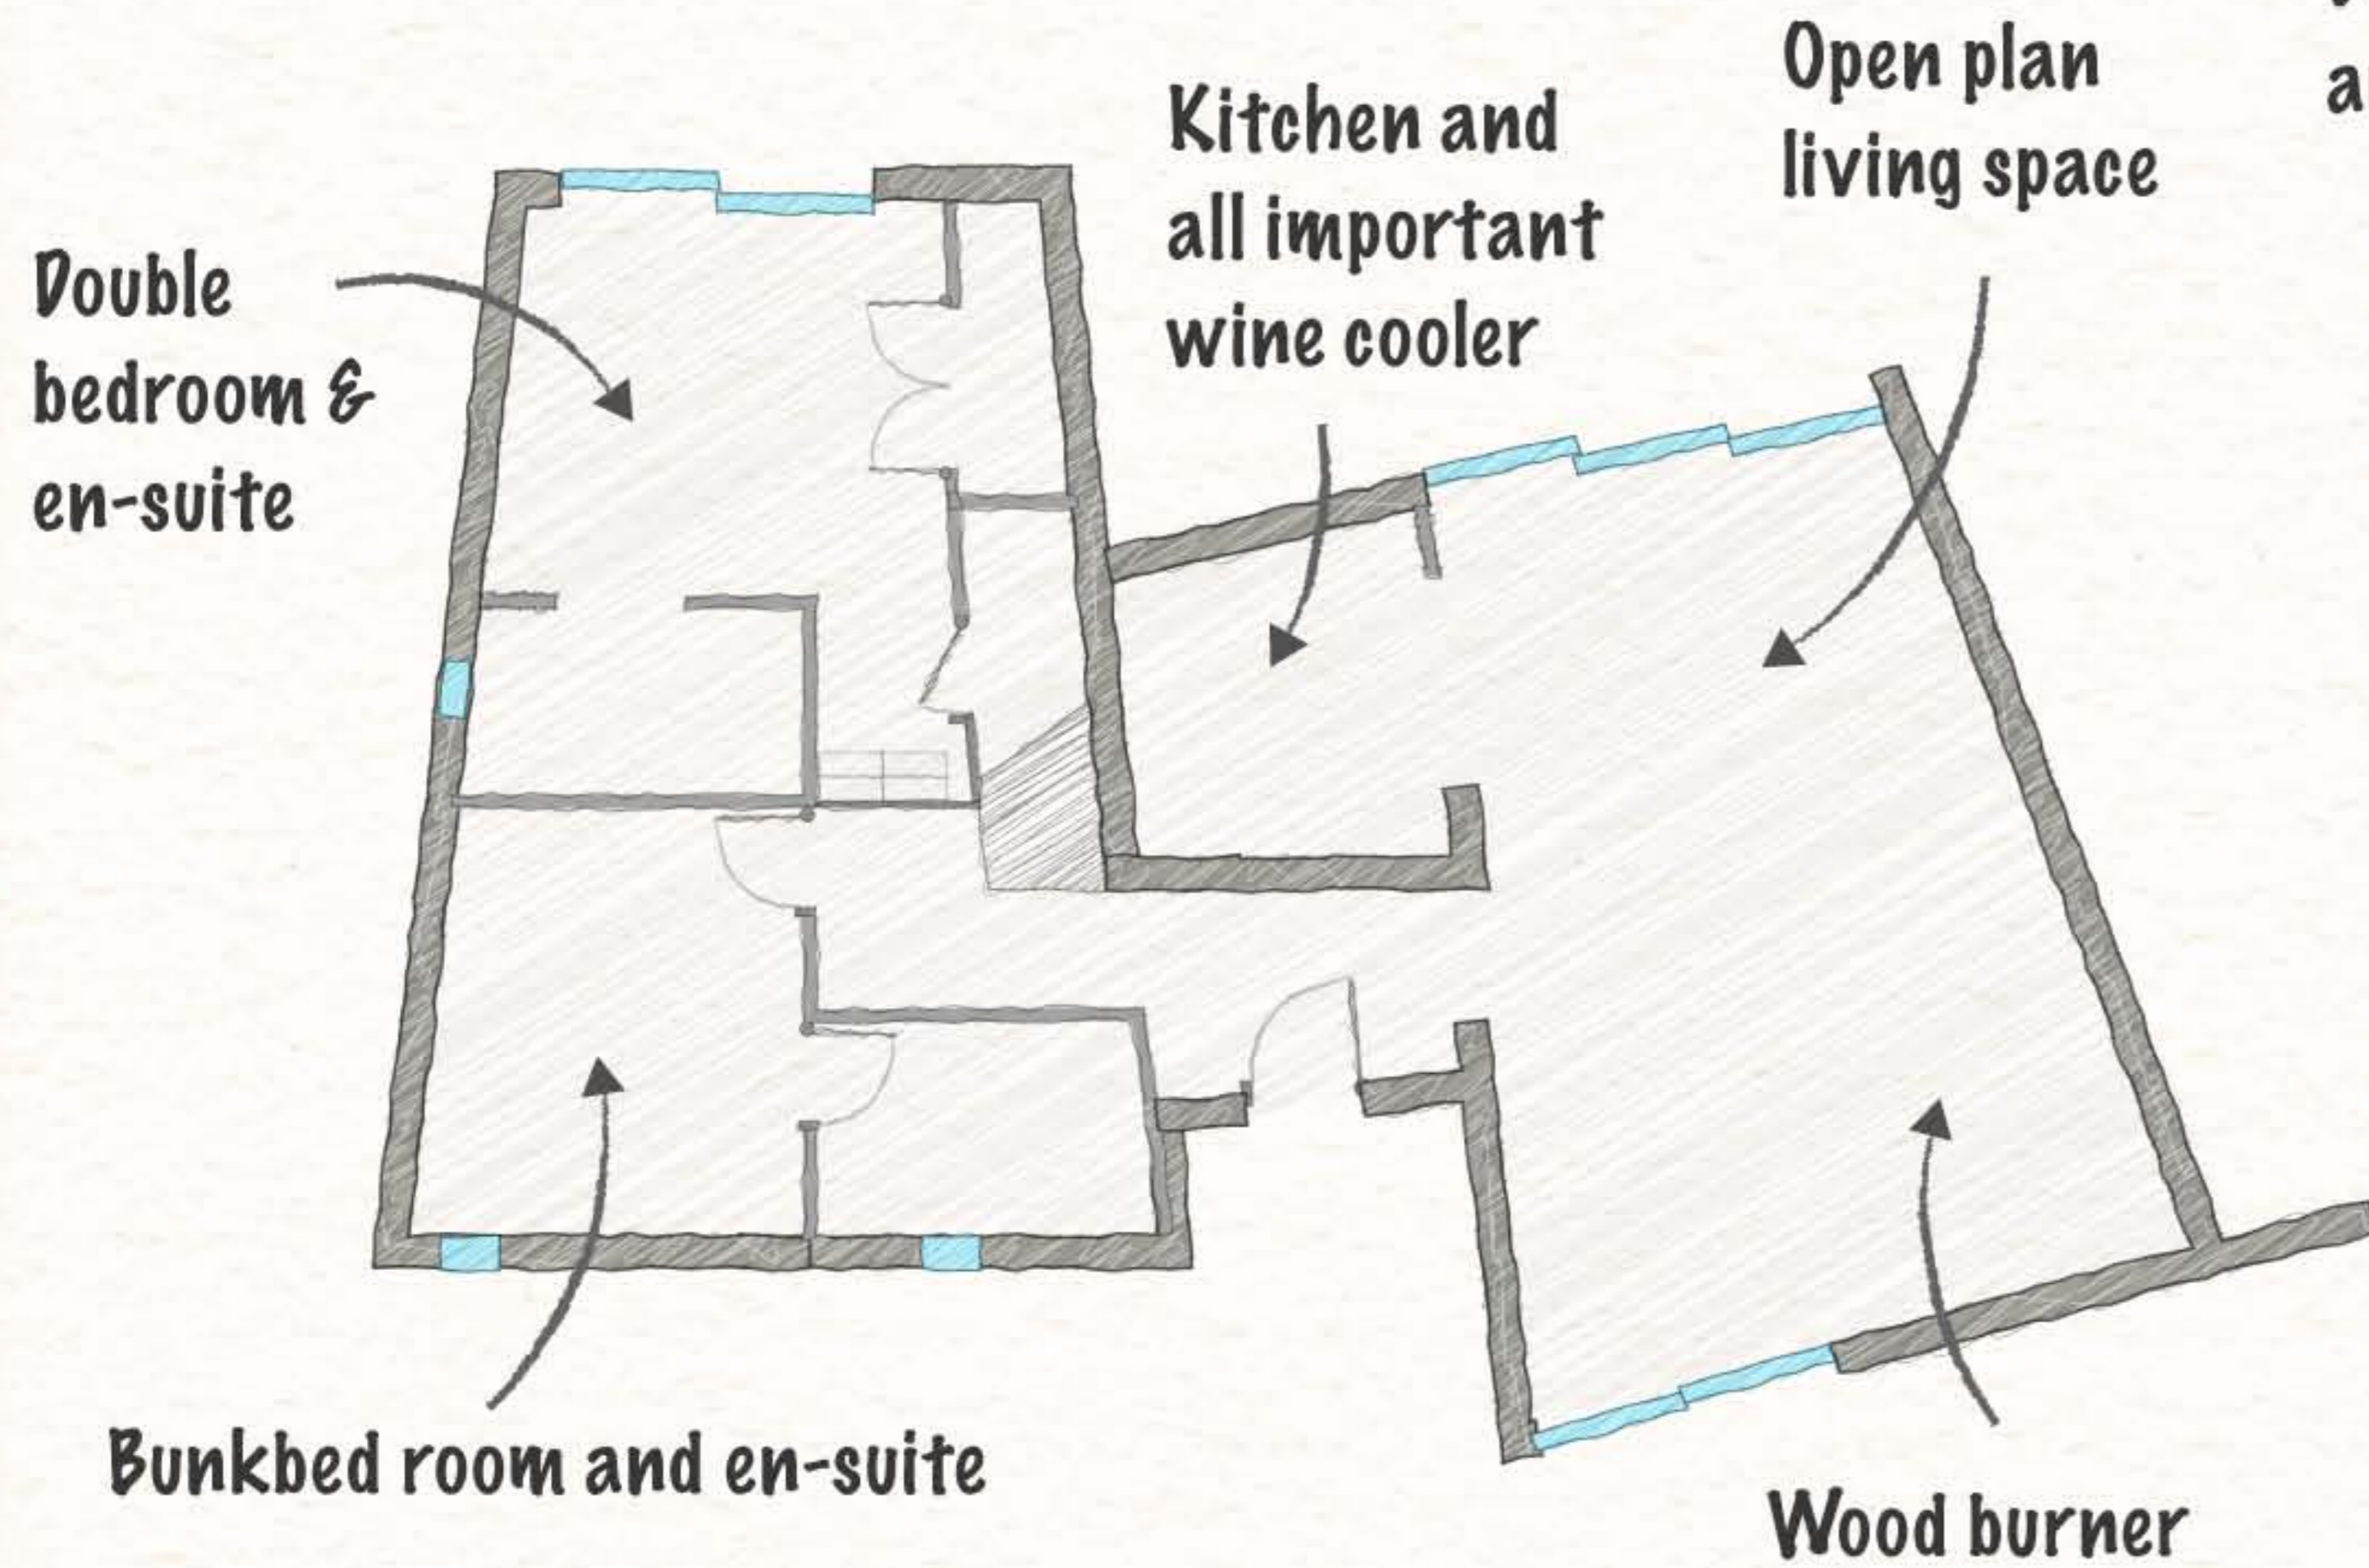 Open plan
living space
Kitchen and
all important
wine cooler
Double
bedroom &
en-suite
Bunkbed room and en-suite
Wood burner